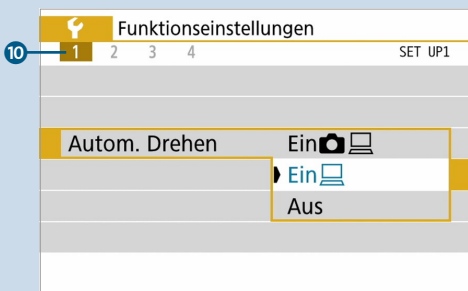 Funktionseinstellungen
10 1 2 3 4 SET UP1
Autom. Drehen Ein
Ein
Aus